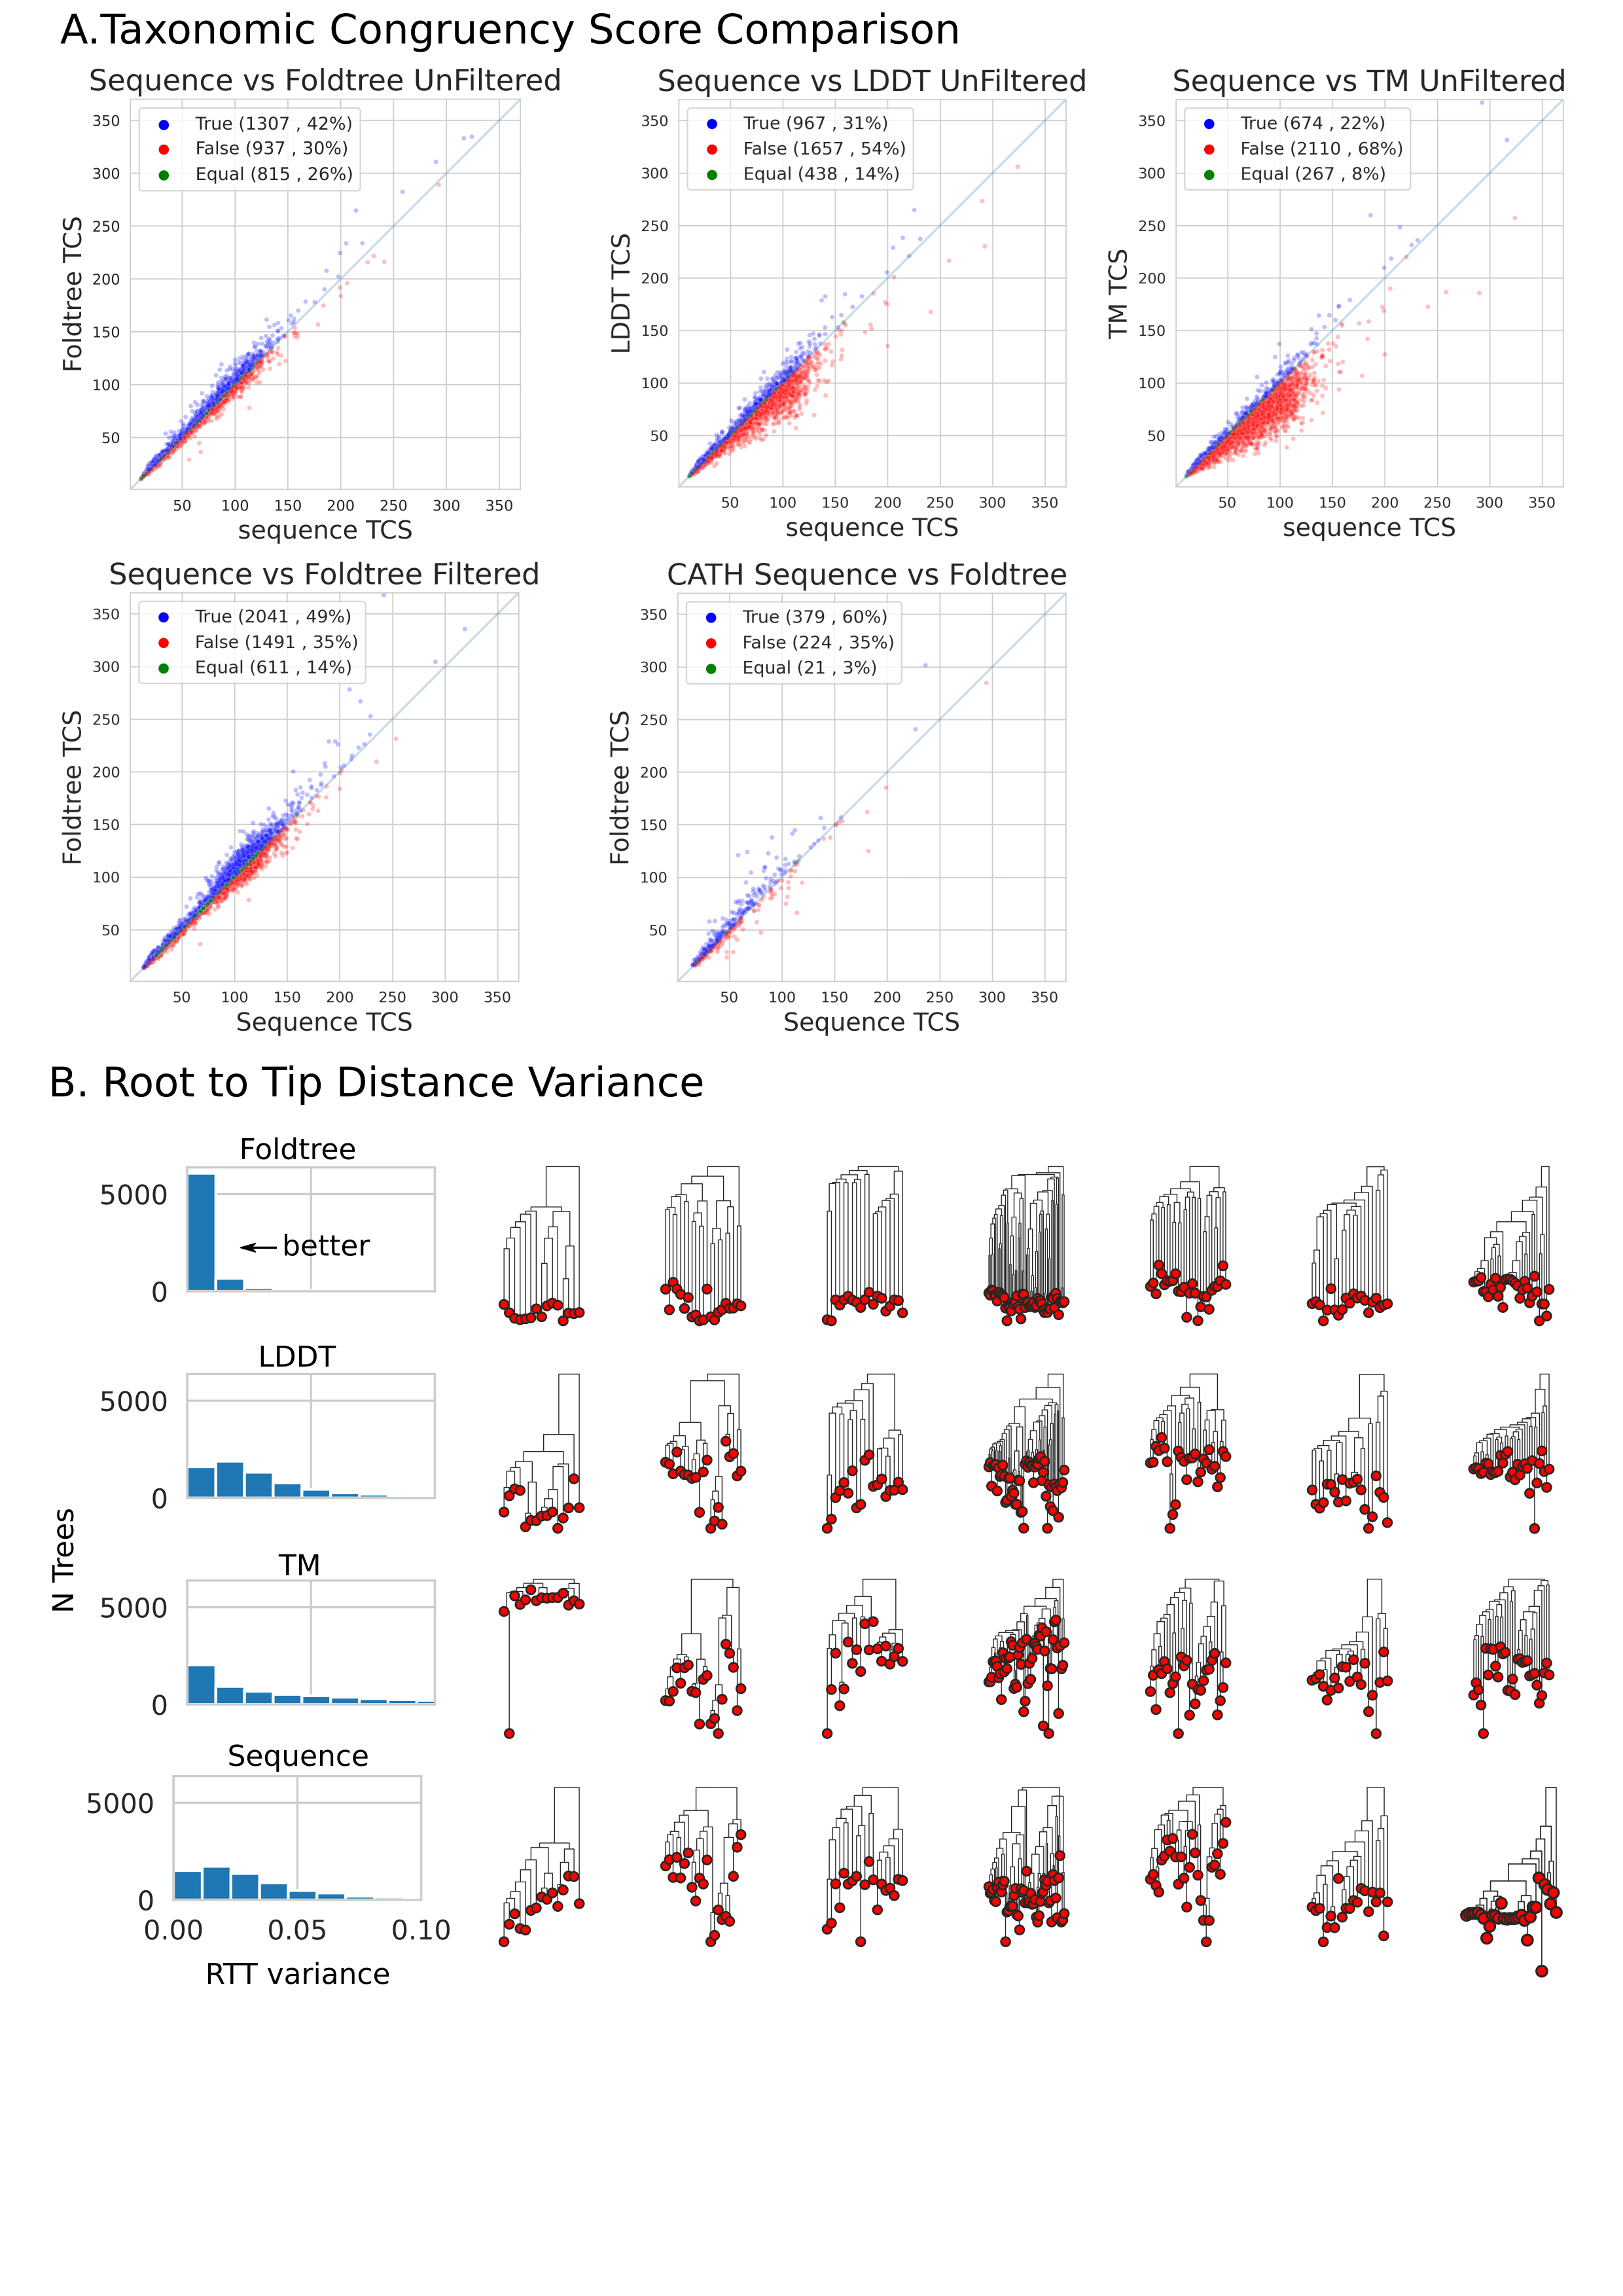 A.Taxonomic Congruency Score Comparison
Sequence vs Foldtree UnFiltered
True (1307 , 42%)
False (937 , 30%)
Equal (815 , 26%)
350
300
250
200
150
100
50
Foldtree TCS
50 100 150 200 250 300 350
sequence TCS
Sequence vs LDDT UnFiltered
True (967 , 31%)
False (1657 , 54%)
Equal (438 , 14%)
350
300
250
200
150
100
50
LDDT TCS
50 100 150 200 250 300 350
sequence TCS
Sequence vs TM UnFiltered
True (674 , 22%)
False (2110 , 68%)
Equal (267 , 8%)
350
300
250
200
150
100
50
TM TCS
50 100 150 200 250 300 350
sequence TCS
Sequence vs Foldtree Filtered
True (2041 , 49%)
False (1491 , 35%)
Equal (611 , 14%)
350
300
250
200
150
100
50
Foldtree TCS
50 100 150 200 250 300 350
Sequence TCS
CATH Sequence vs Foldtree
True (379 , 60%)
False (224 , 35%)
Equal (21 , 3%)
350
300
250
200
150
100
50
Foldtree TCS
50 100 150 200 250 300 350
Sequence TCS
B. Root to Tip Distance Variance
Foldtree
5000
better
0
LDDT
5000
0
N Trees
TM
5000
0
Sequence
5000
0
0.00 0.05 0.10
RTT variance